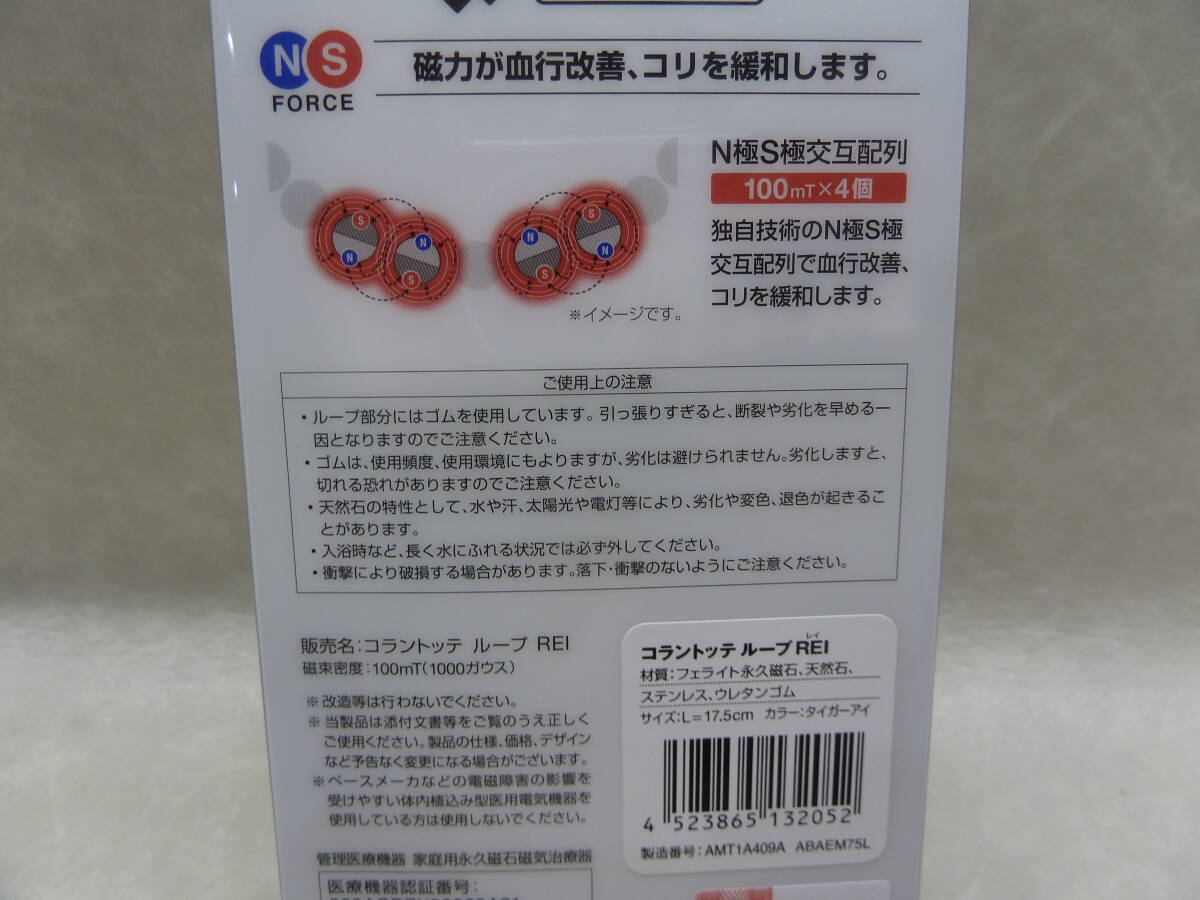 NS
FORCE
磁力が血行改善、コリを緩和します。
N極S極交互配列
100mT×4個
独自技術のN極S極
交互配列で血行改善、
コリを緩和します。
S
N
N
S
N
S
S
N
※イメージです。
ご使用上の注意
・ループ部分にはゴムを使用しています。引っ張りすぎると、断裂や劣化を早める一
因となりますのでご注意ください。
・ゴムは、使用頻度、使用環境にもよりますが、劣化は避けられません。劣化しますと、
切れる恐れがありますのでご注意ください。
・天然石の特性として、水や汗、太陽光や電灯等により、劣化や変色、退色が起きるこ
とがあります。
・入浴時など、長く水にふれる状況では必ず外してください。
・衝撃により破損する場合があります。落下・衝撃のないようにご注意ください。
販売名:コラントッテ ループ REI
磁束密度:100mT(1000ガウス)
※改造等は行わないでください。
※当製品は添付文書等をご覧のうえ正しく
ご使用ください。製品の仕様、価格、デザイン
など予告なく変更になる場合がございます。
※ペースメーカなどの電磁障害の影響を
受けやすい体内植込み型医用電気機器を
使用している方は使用しないでください。
管理医療機器 家庭用永久磁石磁気治療器
医療機器認証番号:
レイ
コラントッテ ループ REI
材質:フェライト永久磁石、天然石、
ステンレス、ウレタンゴム
サイズ:L=17.5cm カラー:タイガーアイ
4 523865 132052
製造番号:AMT1A409A ABAEM75L